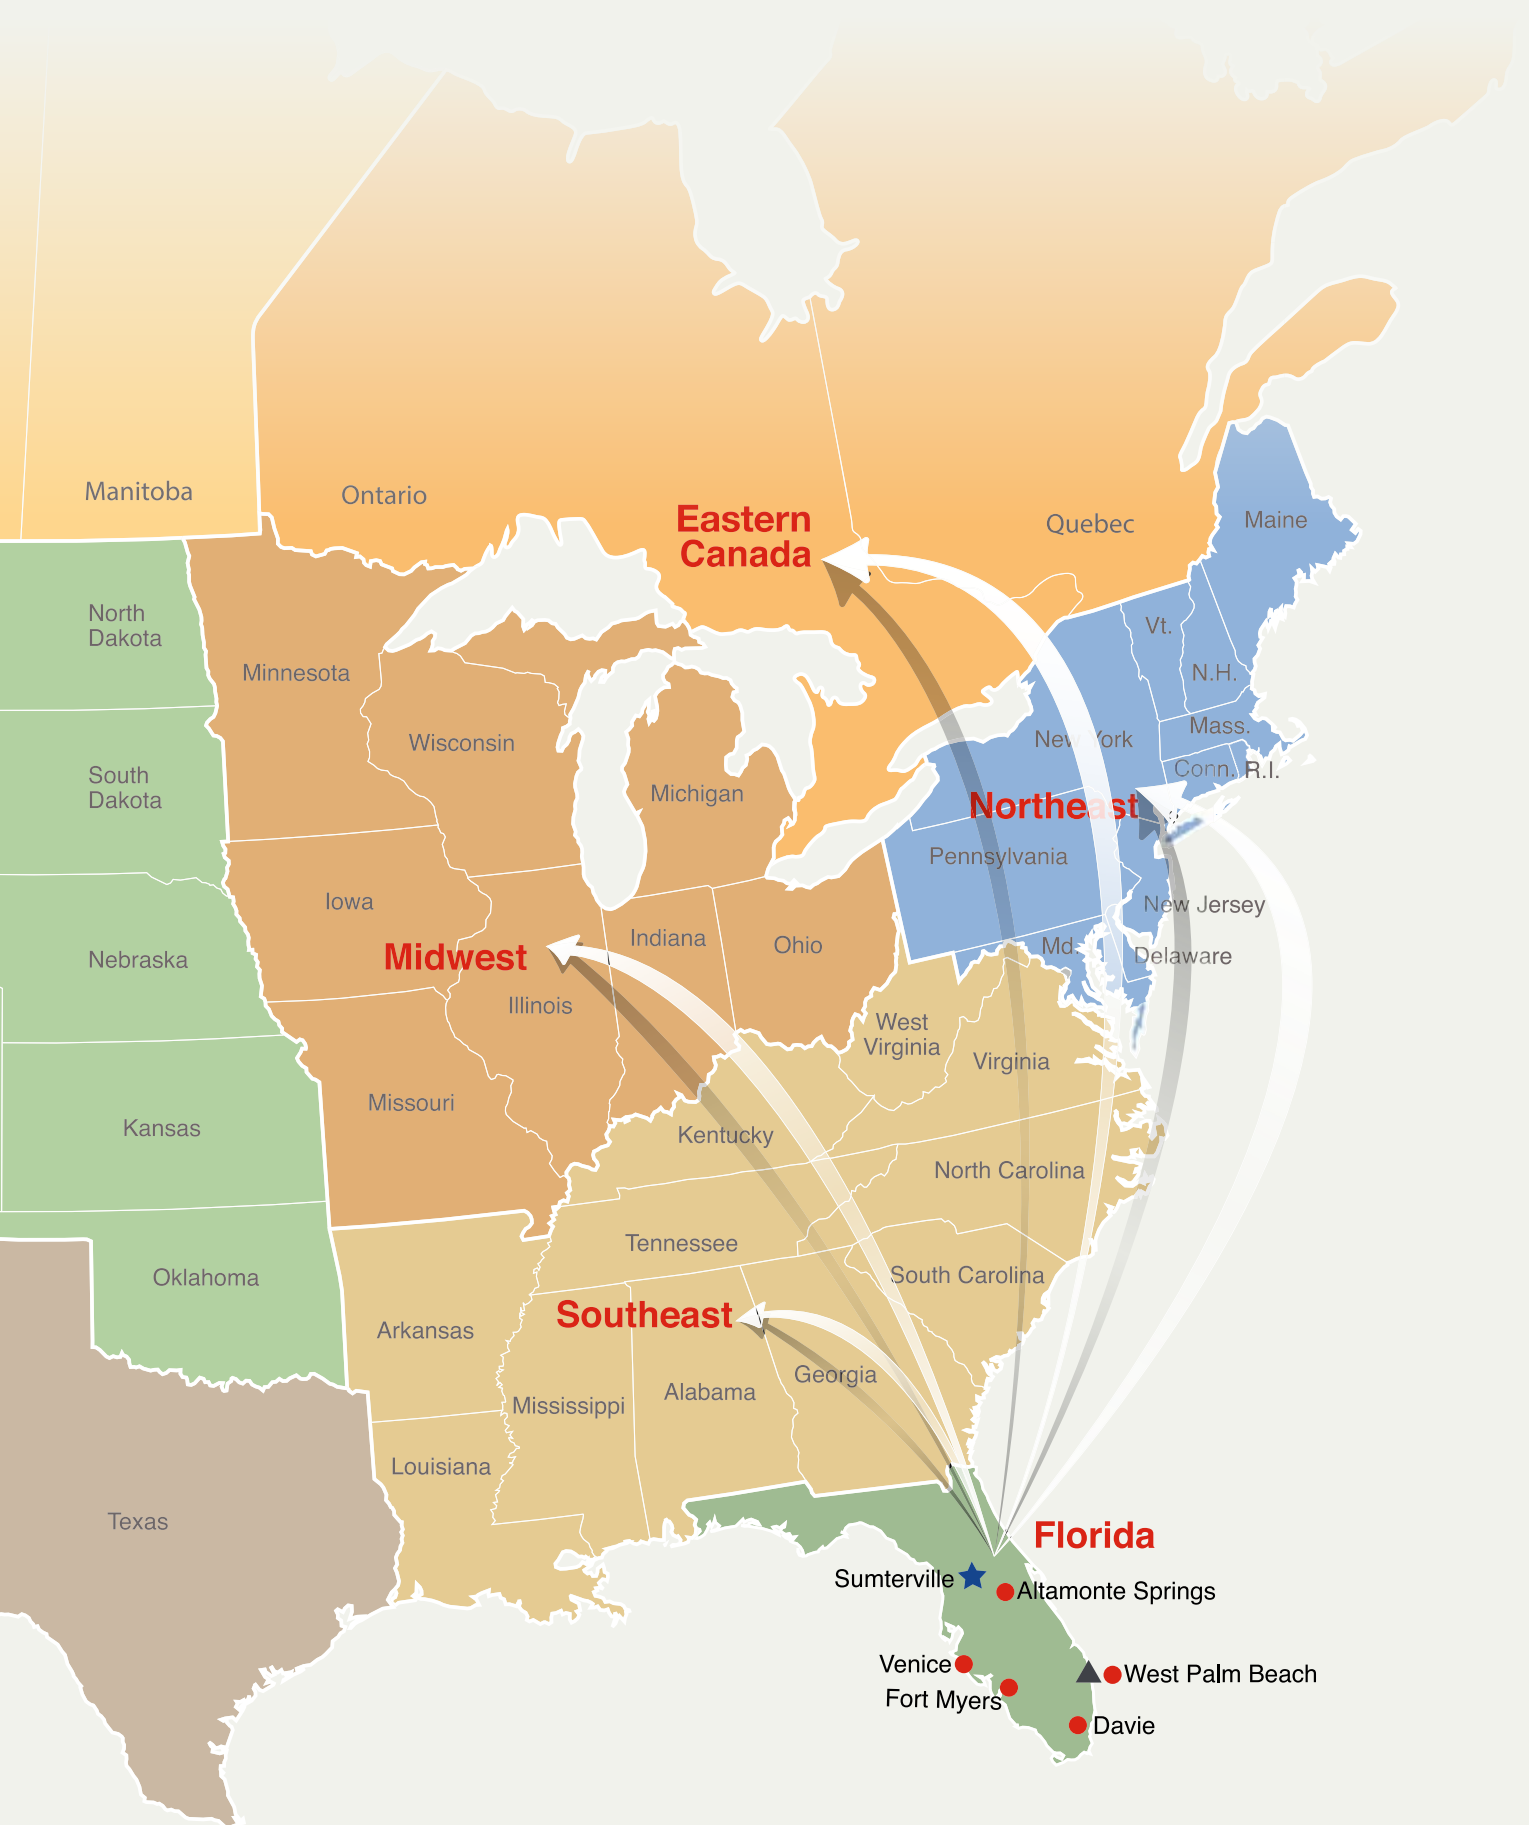 Manitoba
Ontario
Eastern
Canada
Quebec
Maine
North
Dakota
Minnesota
Vt.
N.H.
Wisconsin
New York
Mass.
South
Dakota
Michigan
Conn.
R.I.
Northeast
Pennsylvania
Iowa
New Jersey
Nebraska
Midwest
Indiana
Ohio
Md.
Delaware
Illinois
West
Virginia
Virginia
Missouri
Kansas
Kentucky
North Carolina
Tennessee
Oklahoma
South Carolina
Southeast
Arkansas
Georgia
Alabama
Mississippi
Louisiana
Texas
Florida
Sumterville
Altamonte Springs
Venice
West Palm Beach
Fort Myers
Davie